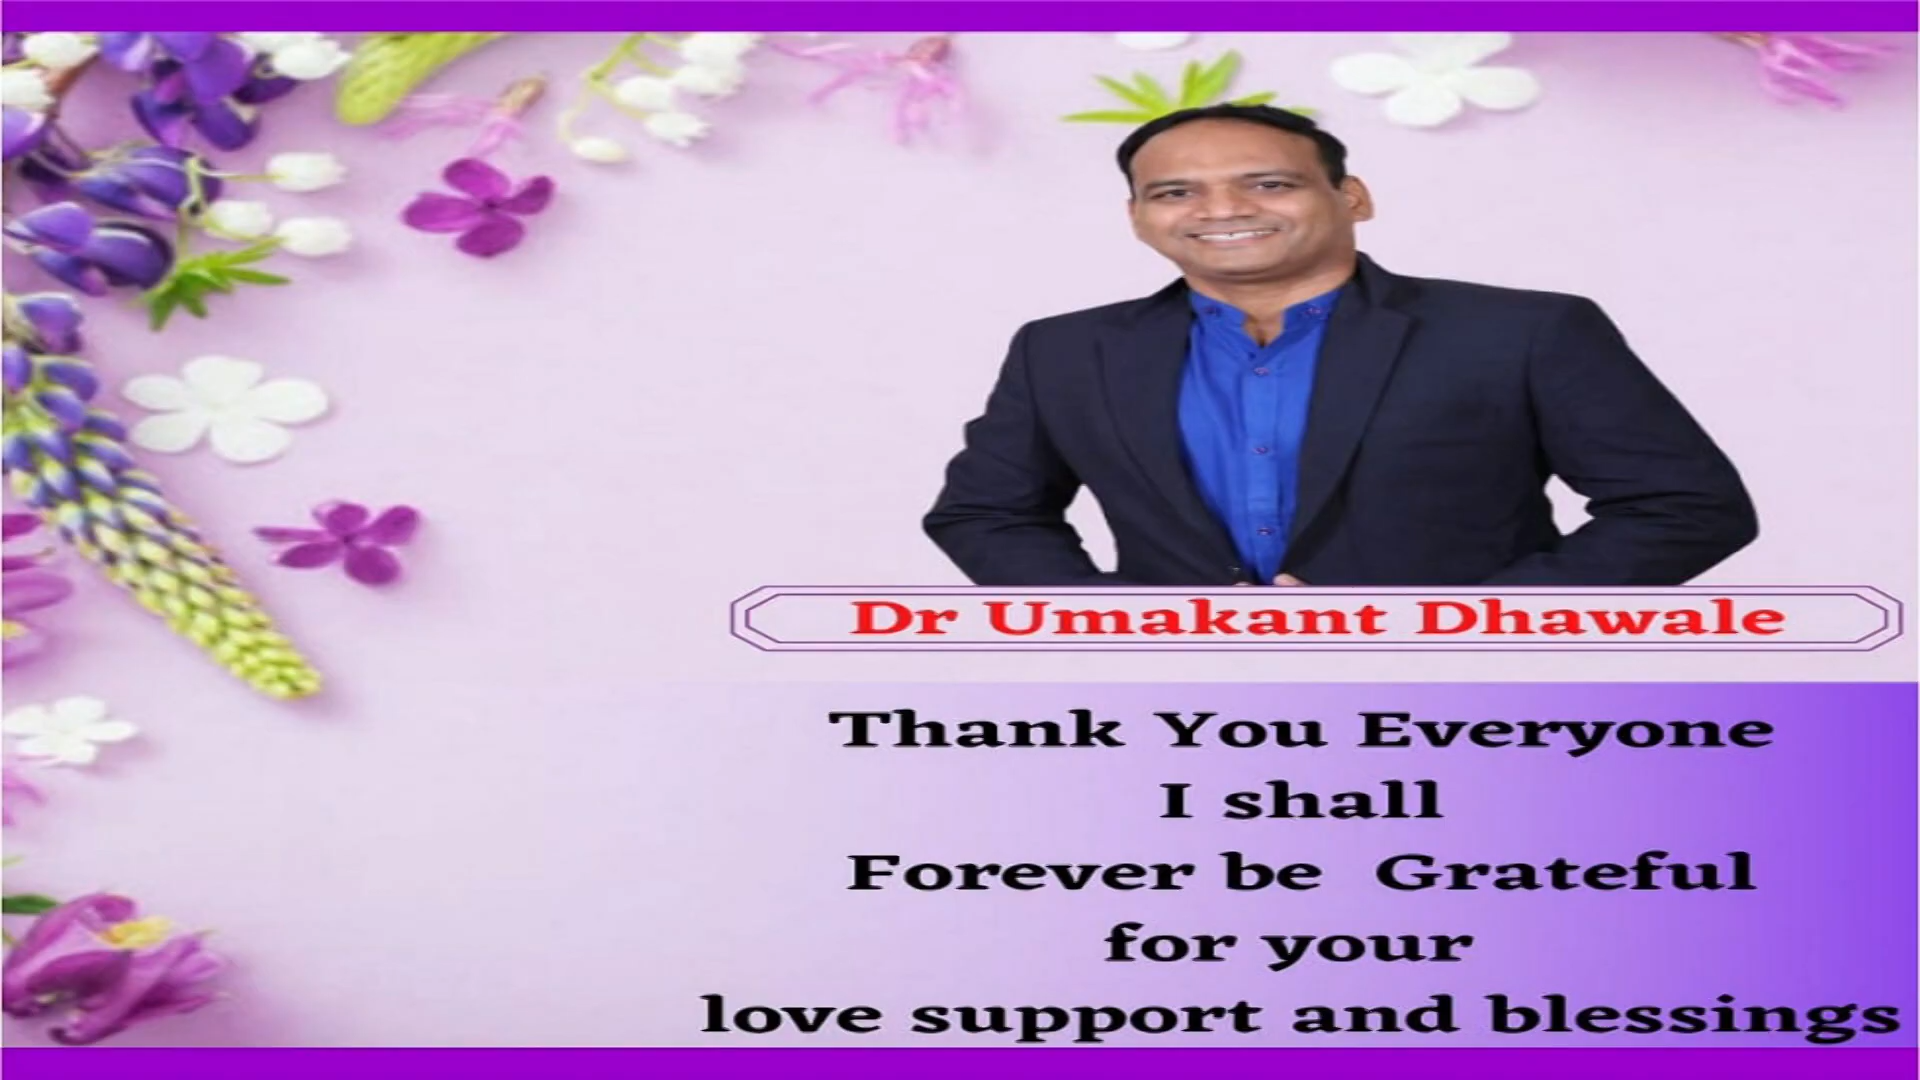 Dr Umakant Dhawale
Thank You Everyone
I shall
Forever be Grateful
for your
love support and blessings